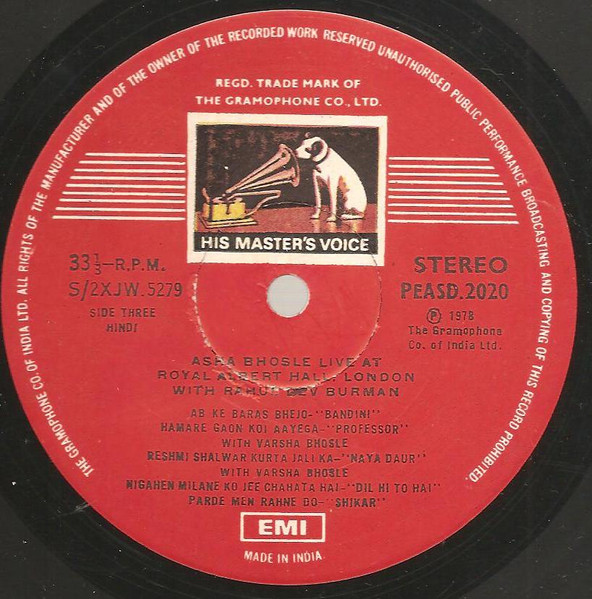 THE GRAMOPHONE CO. OF INDIA LTD. ALL RIGHTS OF THE MANUFACTURER AND OF THE OWNER OF THE RECORDED WORK RESERVED UNAUTHORISED PUBLIC PERFORMANCE BROADCASTING AND COPYING OF THIS RECORD PROHIBITED.
REGD. TRADE MARK OF
THE GRAMOPHONE CO., LTD.
HIS MASTER'S VOICE
33⅓-R.P.M.
S/2XJW.5279
SIDE THREE
HINDI
STEREO
PEASD.2020
Ⓟ 1978
The Gramophone
Co. of India Ltd.
ASHA BHOSLE LIVE AT
ROYAL ALBERT HALL, LONDON
WITH RAHUL DEV BURMAN
AB KE BARAS BHEJO-"BANDINI"
HAMARE GAON KOI AAYEGA-"PROFESSOR"
WITH VARSHA BHOSLE
RESHMI SHALWAR KURTA JALI KA-"NAYA DAUR"
WITH VARSHA BHOSLE
NIGAHEN MILANE KO JEE CHAHATA HAI-"DIL HI TO HAI"
PARDE MEN RAHNE DO-"SHIKAR"
EMI
MADE IN INDIA